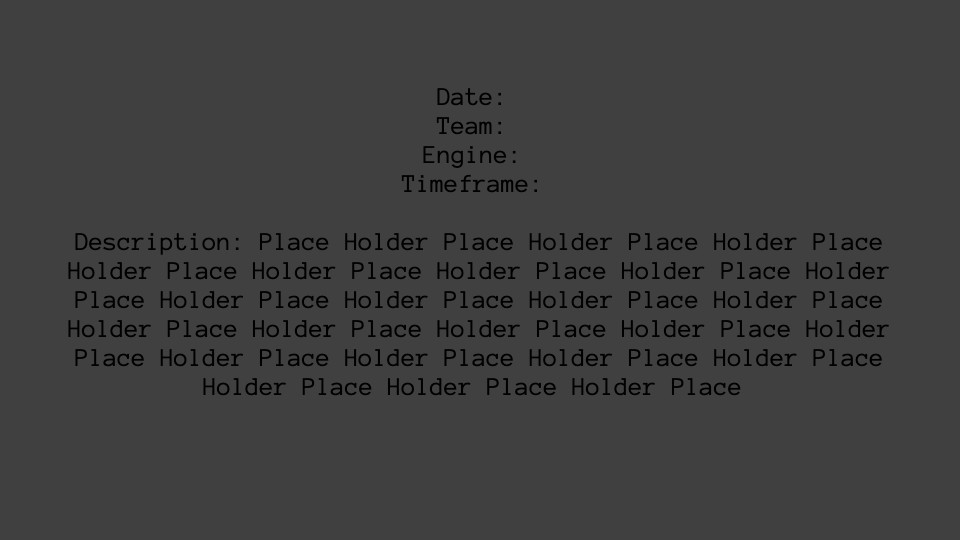 Date:
Team:
Engine:
Timeframe:
Description: Place Holder Place Holder Place Holder Place
Holder Place Holder Place Holder Place Holder Place Holder
Place Holder Place Holder Place Holder Place Holder Place
Holder Place Holder Place Holder Place Holder Place Holder
Place Holder Place Holder Place Holder Place Holder Place
Holder Place Holder Place Holder Place